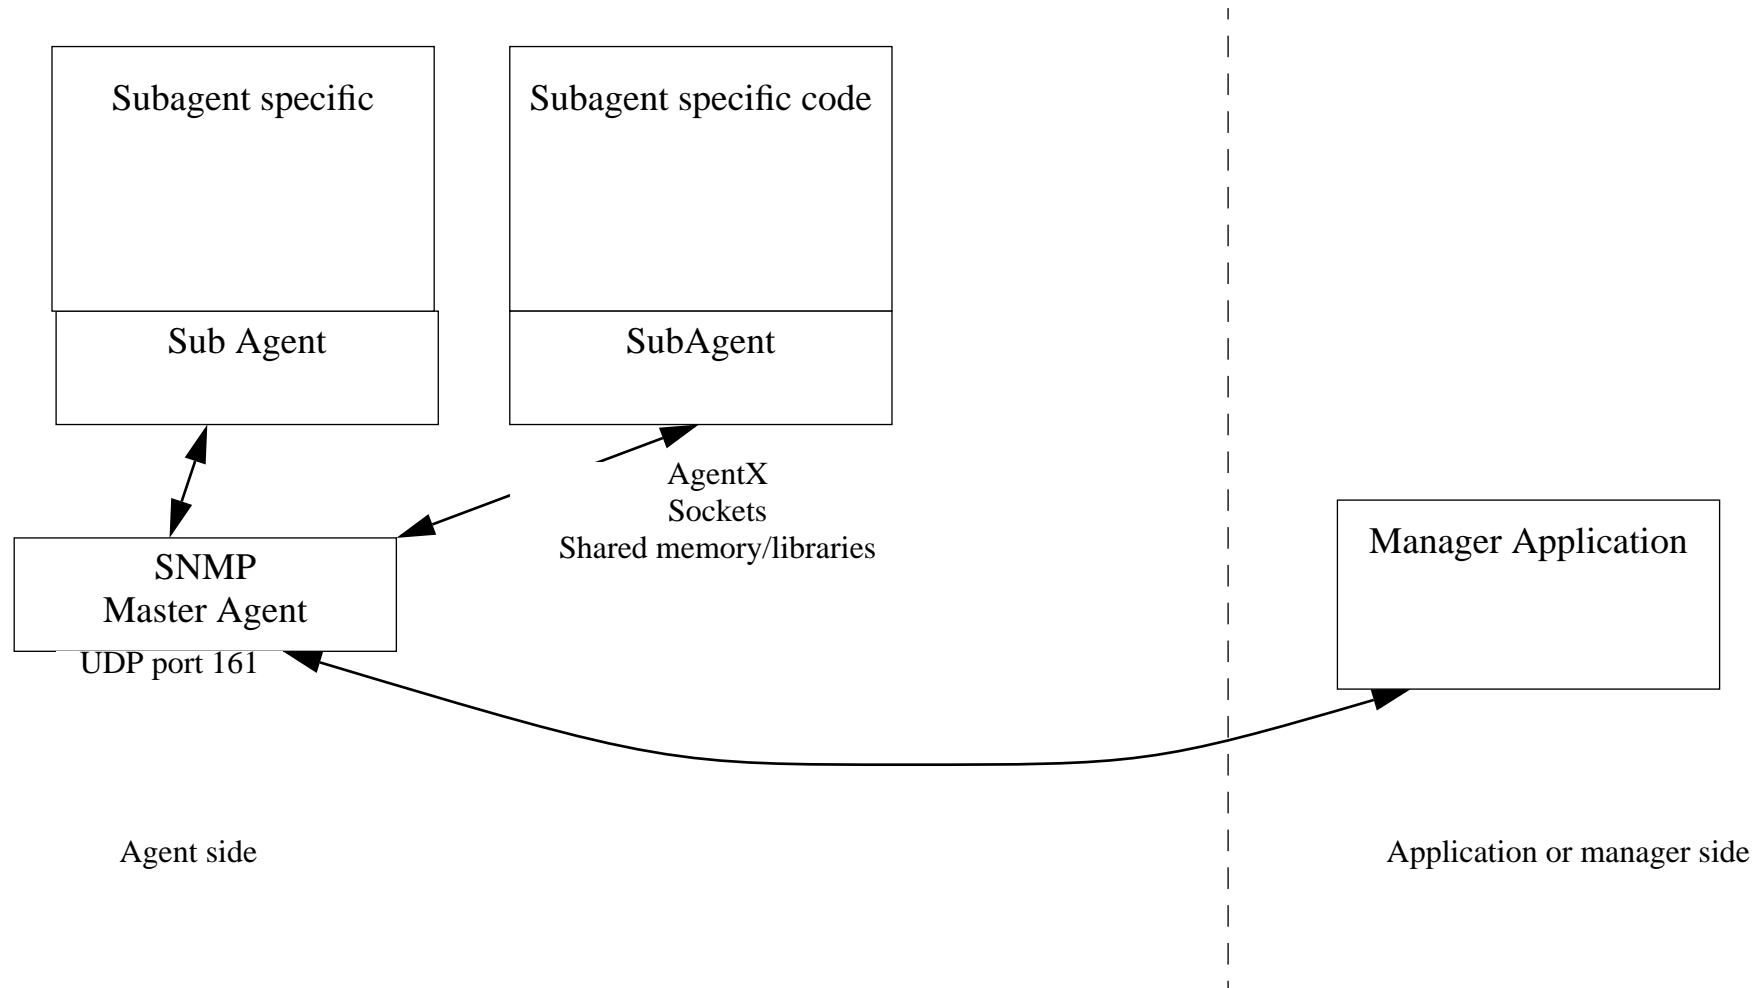 Subagent specific
Subagent specific code
Sub Agent
SubAgent
AgentX
Sockets
Shared memory/libraries
SNMP
Master Agent
UDP port 161
Manager Application
Agent side
Application or manager side